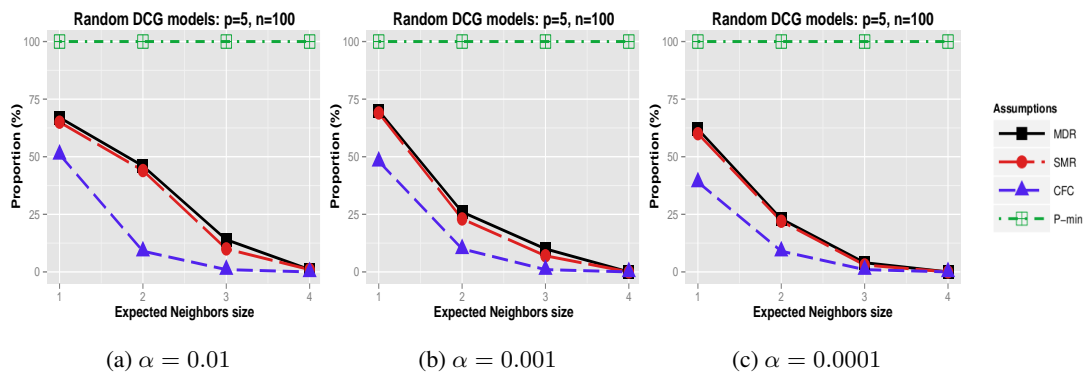 Random DCG models: p=5, n=100
Proportion (%)
100
75
50
25
0
1 2 3 4
Expected Neighbors size
(a) α = 0.01
Random DCG models: p=5, n=100
Proportion (%)
100
75
50
25
0
1 2 3 4
Expected Neighbors size
(b) α = 0.001
Random DCG models: p=5, n=100
Proportion (%)
100
75
50
25
0
1 2 3 4
Expected Neighbors size
(c) α = 0.0001
Assumptions
MDR
SMR
CFC
P-min